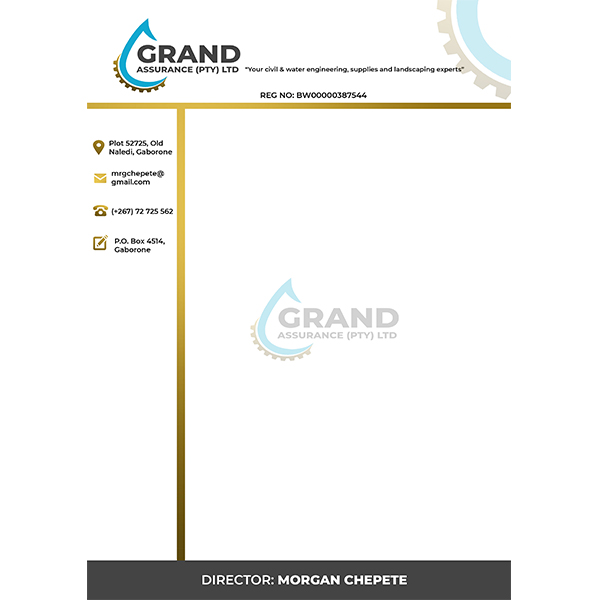 GRAND
ASSURANCE (PTY) LTD
"Your civil & water engineering, supplies and landscaping experts"
REG NO: BW00000387544
Plot 52725, Old
Naledi, Gaborone
mrgchepete@
gmail.com
(+267) 72 725 562
P.O. Box 4514,
Gaborone
GRAND
ASSURANCE (PTY) LTD
DIRECTOR: MORGAN CHEPETE